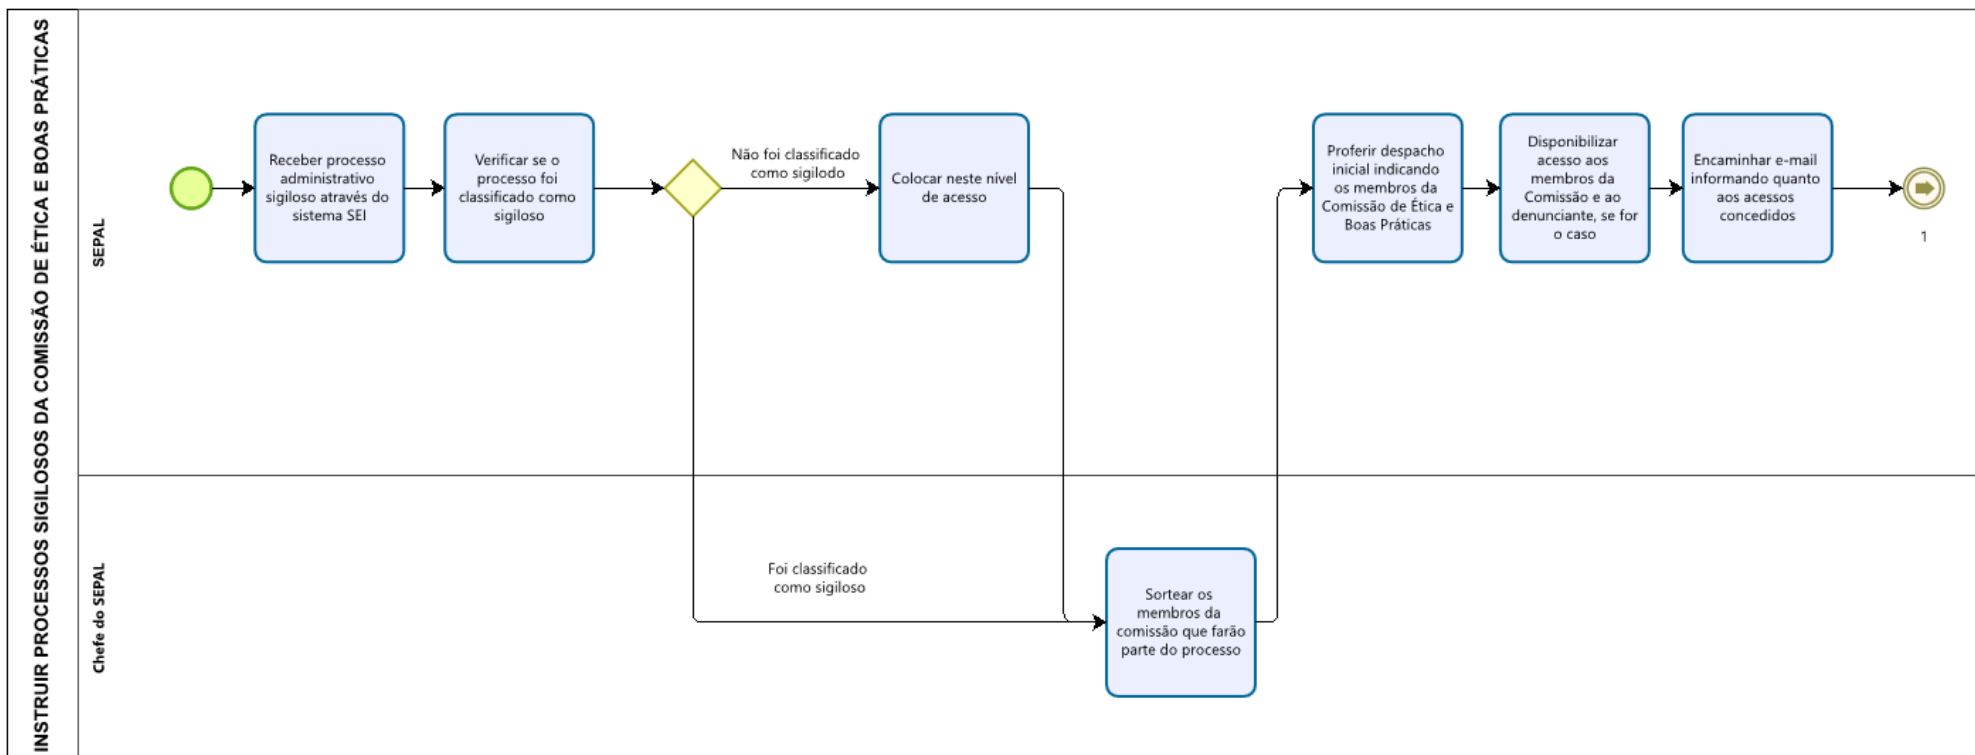 INSTRUIR PROCESSOS SIGILOSOS DA COMISSÃO DE ÉTICA E BOAS PRÁTICAS
SEPAL
Receber processo
administrativo
sigiloso através do
sistema SEI
Verificar se o
processo foi
classificado como
sigiloso
Não foi classificado
como sigilodo
Colocar neste nível
de acesso
Proferir despacho
inicial indicando
os membros da
Comissão de Ética e
Boas Práticas
Disponibilizar
acesso aos
membros da
Comissão e ao
denunciante, se for
o caso
Encaminhar e-mail
informando quanto
aos acessos
concedidos
1
Chefe do SEPAL
Foi classificado
como sigiloso
Sortear os
membros da
comissão que farão
parte do processo